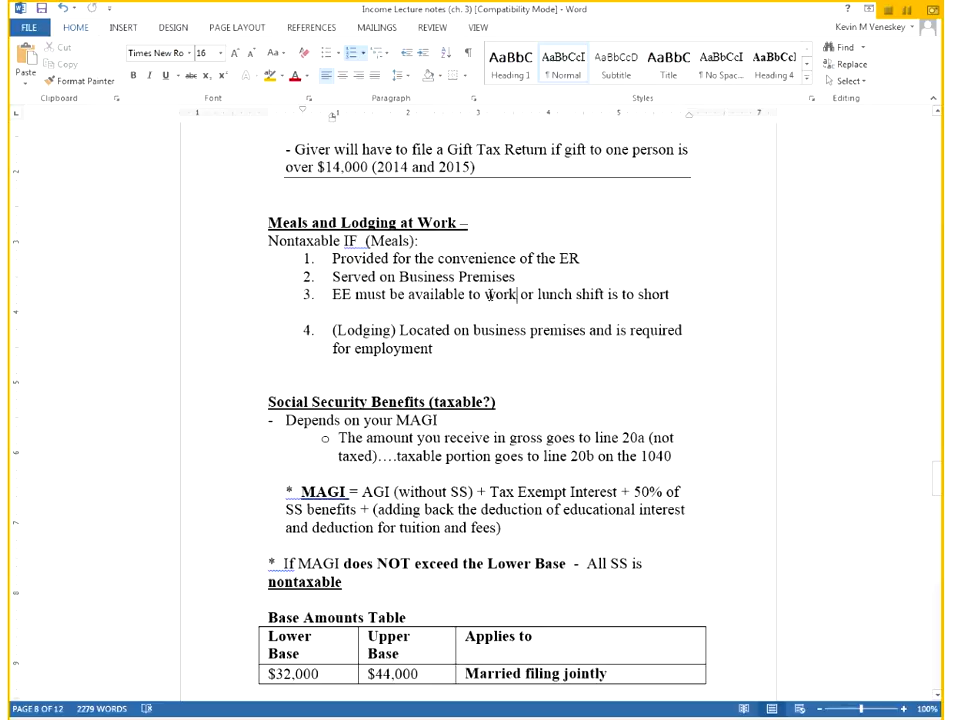 Income Lecture notes (ch. 3) [Compatibility Mode] - Word
FILE HOME INSERT DESIGN PAGE LAYOUT REFERENCES MAILINGS REVIEW VIEW Kevin M Veneskey
Paste Cut Copy Format Painter
Times New Ro 16
AaBbC AaBbCcI AaBbCcD AaBbC AaBbCcI AaBbCcI
Heading 1 ¶ Normal Subtitle Title ¶ No Spac... Heading 4
Find Replace Select
Clipboard Font Paragraph Styles Editing
- Giver will have to file a Gift Tax Return if gift to one person is
over $14,000 (2014 and 2015)
Meals and Lodging at Work –
Nontaxable IF (Meals):
1. Provided for the convenience of the ER
2. Served on Business Premises
3. EE must be available to work or lunch shift is to short
4. (Lodging) Located on business premises and is required
for employment
Social Security Benefits (taxable?)
- Depends on your MAGI
o The amount you receive in gross goes to line 20a (not
taxed)….taxable portion goes to line 20b on the 1040
* MAGI = AGI (without SS) + Tax Exempt Interest + 50% of
SS benefits + (adding back the deduction of educational interest
and deduction for tuition and fees)
* If MAGI does NOT exceed the Lower Base - All SS is
nontaxable
Base Amounts Table
Lower Base Upper Base Applies to
$32,000 $44,000 Married filing jointly
PAGE 8 OF 12 2279 WORDS 100%